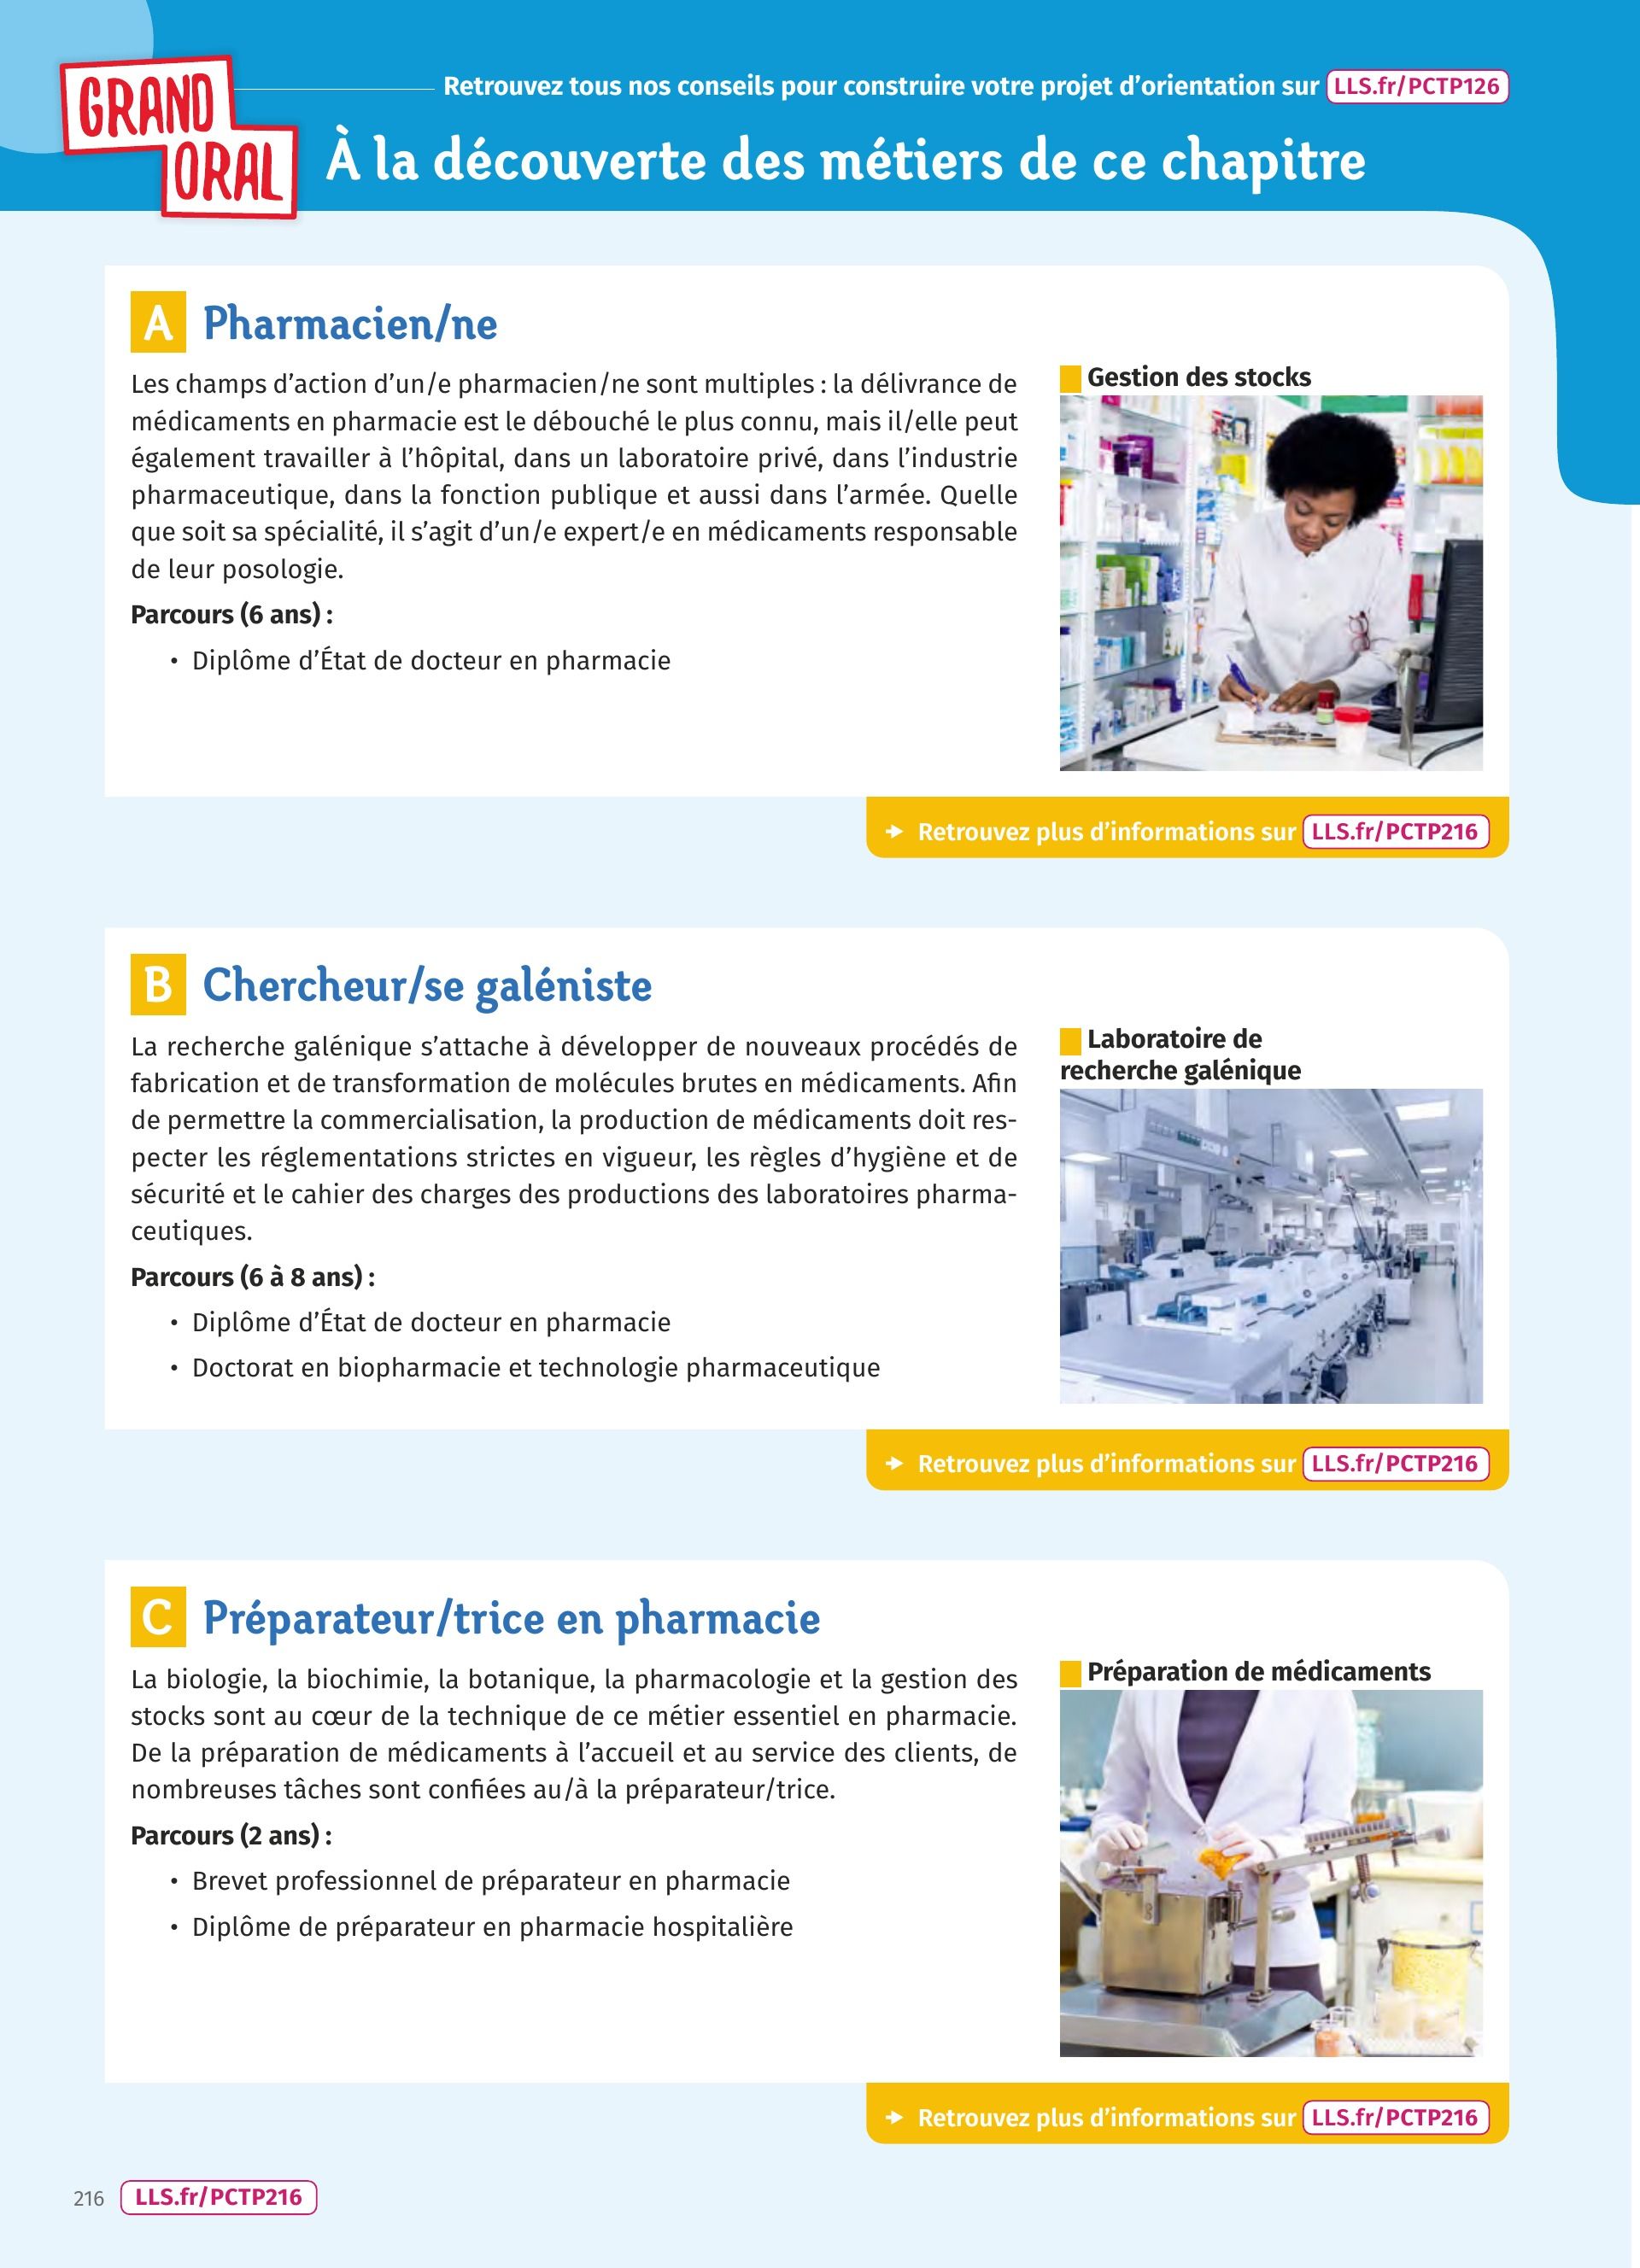 GRAND
ORAL
Retrouvez tous nos conseils pour construire votre projet d’orientation sur LLS.fr/PCTP126
À la découverte des métiers de ce chapitre
A Pharmacien/ne
Les champs d’action d’un/e pharmacien/ne sont multiples : la délivrance de
médicaments en pharmacie est le débouché le plus connu, mais il/elle peut
également travailler à l’hôpital, dans un laboratoire privé, dans l’industrie
pharmaceutique, dans la fonction publique et aussi dans l’armée. Quelle
que soit sa spécialité, il s’agit d’un/e expert/e en médicaments responsable
de leur posologie.
Parcours (6 ans) :
• Diplôme d’État de docteur en pharmacie
Gestion des stocks
Retrouvez plus d’informations sur LLS.fr/PCTP216
B Chercheur/se galéniste
La recherche galénique s’attache à développer de nouveaux procédés de
fabrication et de transformation de molécules brutes en médicaments. Afin
de permettre la commercialisation, la production de médicaments doit res-
pecter les réglementations strictes en vigueur, les règles d’hygiène et de
sécurité et le cahier des charges des productions des laboratoires pharma-
ceutiques.
Parcours (6 à 8 ans) :
• Diplôme d’État de docteur en pharmacie
• Doctorat en biopharmacie et technologie pharmaceutique
Laboratoire de
recherche galénique
Retrouvez plus d’informations sur LLS.fr/PCTP216
C Préparateur/trice en pharmacie
La biologie, la biochimie, la botanique, la pharmacologie et la gestion des
stocks sont au cœur de la technique de ce métier essentiel en pharmacie.
De la préparation de médicaments à l’accueil et au service des clients, de
nombreuses tâches sont confiées au/à la préparateur/trice.
Parcours (2 ans) :
• Brevet professionnel de préparateur en pharmacie
• Diplôme de préparateur en pharmacie hospitalière
Préparation de médicaments
Retrouvez plus d’informations sur LLS.fr/PCTP216
216 LLS.fr/PCTP216